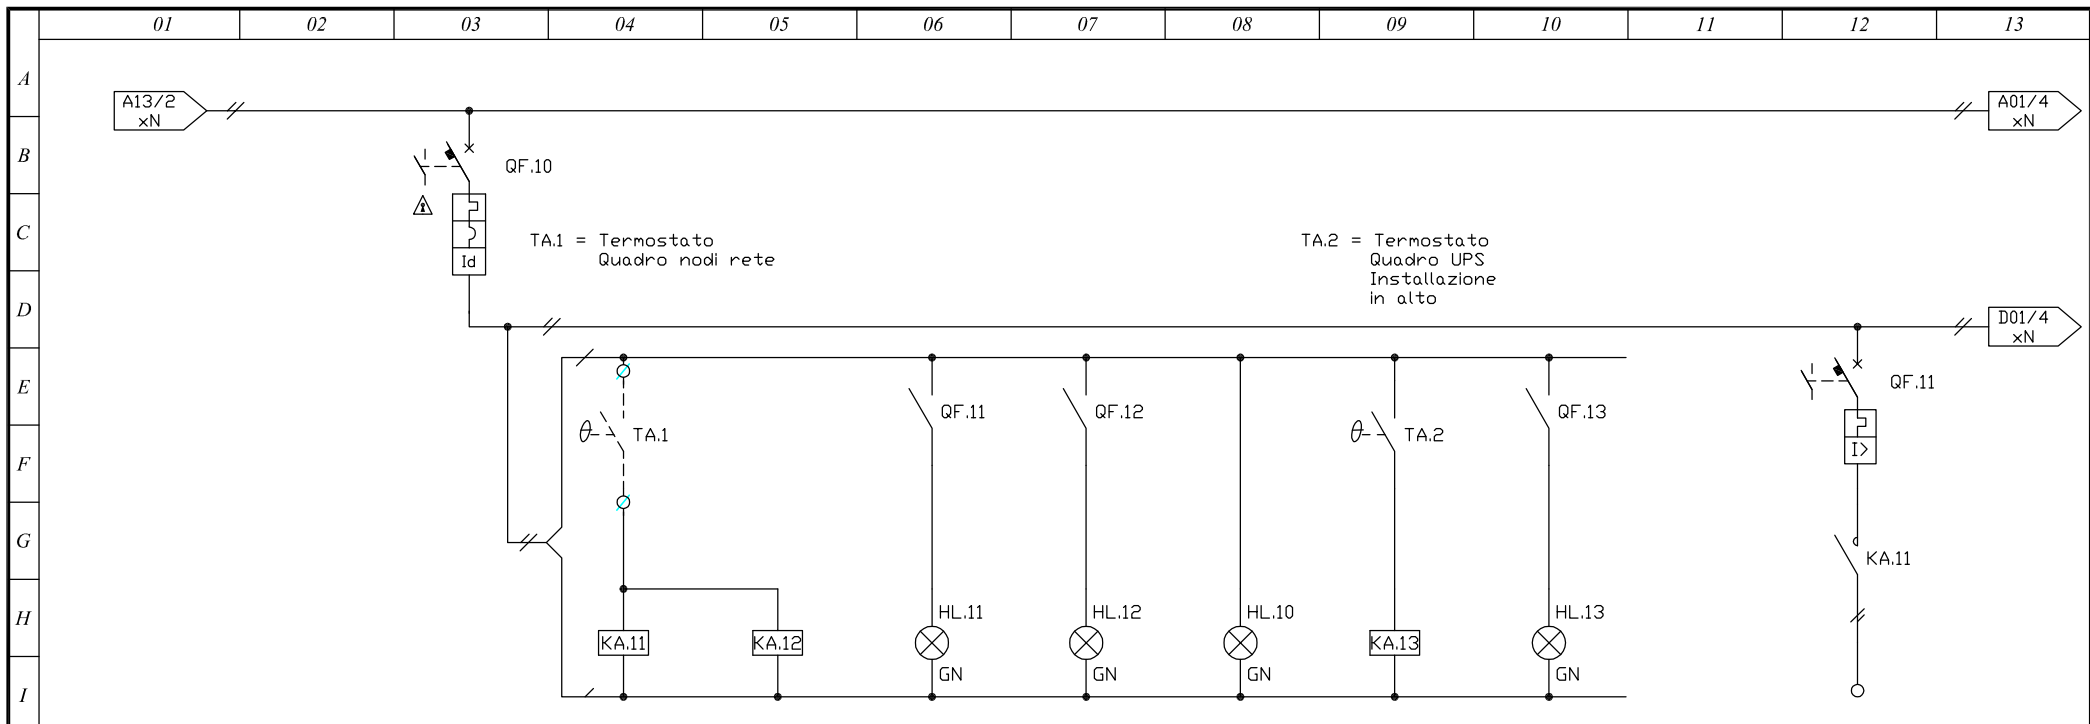 01 02 03 04 05 06 07 08 09 10 11 12 13
A
A13/2
xN
A01/4
xN
B
QF.10
C
TA.1 = Termostato
Quadro nodi rete
TA.2 = Termostato
Quadro UPS
Installazione
in alto
Id
D
D01/4
xN
E
QF.11
QF.12
QF.13
QF.11
θ TA.1
θ TA.2
F
I>
G
KA.11
H
HL.11
HL.12
HL.10
HL.13
KA.11
KA.12
KA.13
GN
GN
GN
GN
I